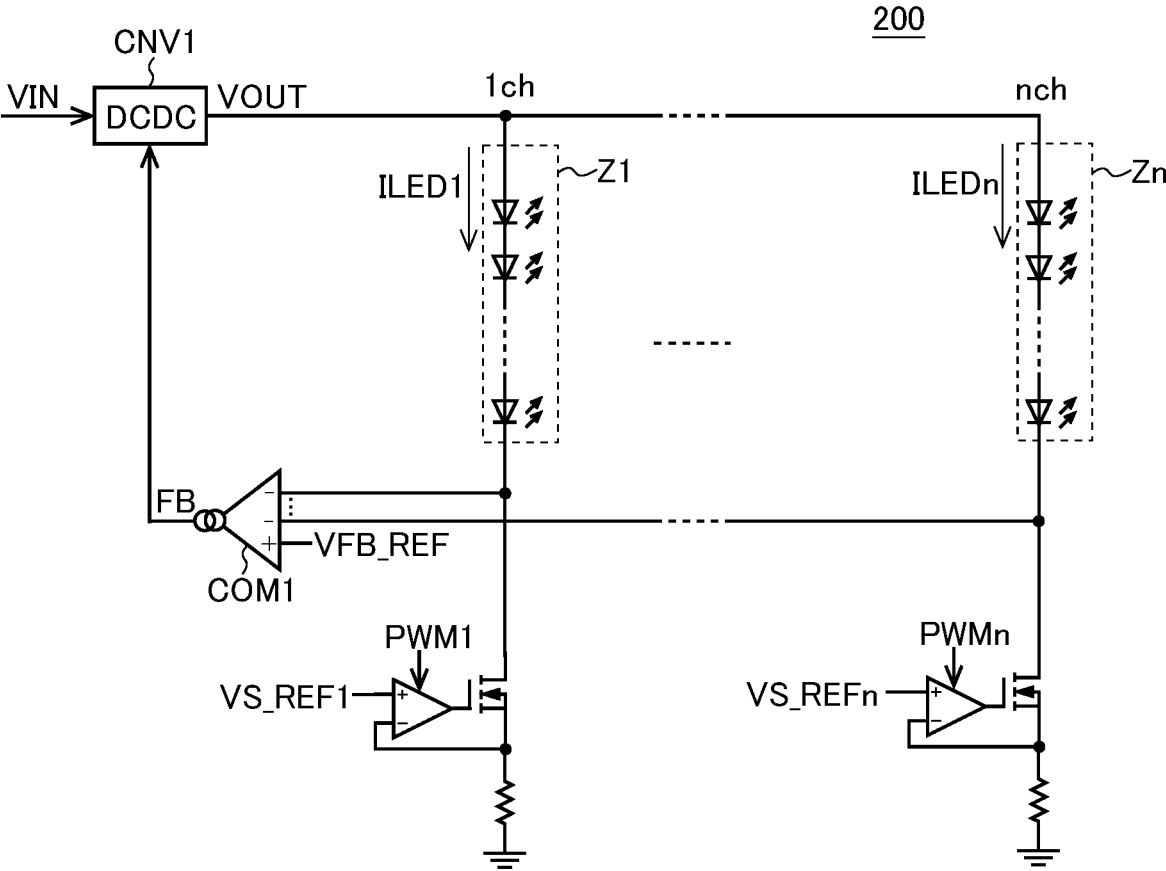 200
CNV1
VIN
DCDC
VOUT
1ch
nch
ILED1
Z1
ILEDn
Zn
FB
-
-
+
VFB_REF
COM1
PWM1
VS_REF1
+
-
PWMn
VS_REFn
+
-